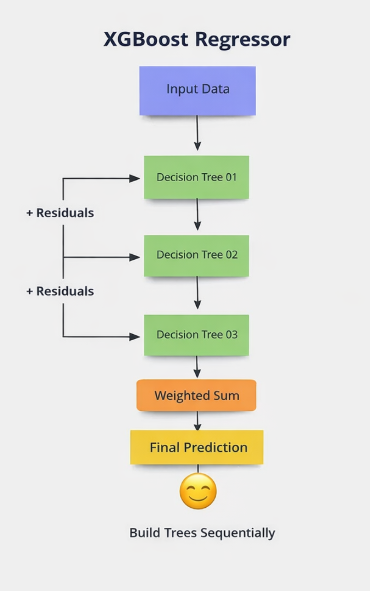 XGBoost Regressor
Input Data
Decision Tree 01
+ Residuals
Decision Tree 02
+ Residuals
Decision Tree 03
Weighted Sum
Final Prediction
Build Trees Sequentially